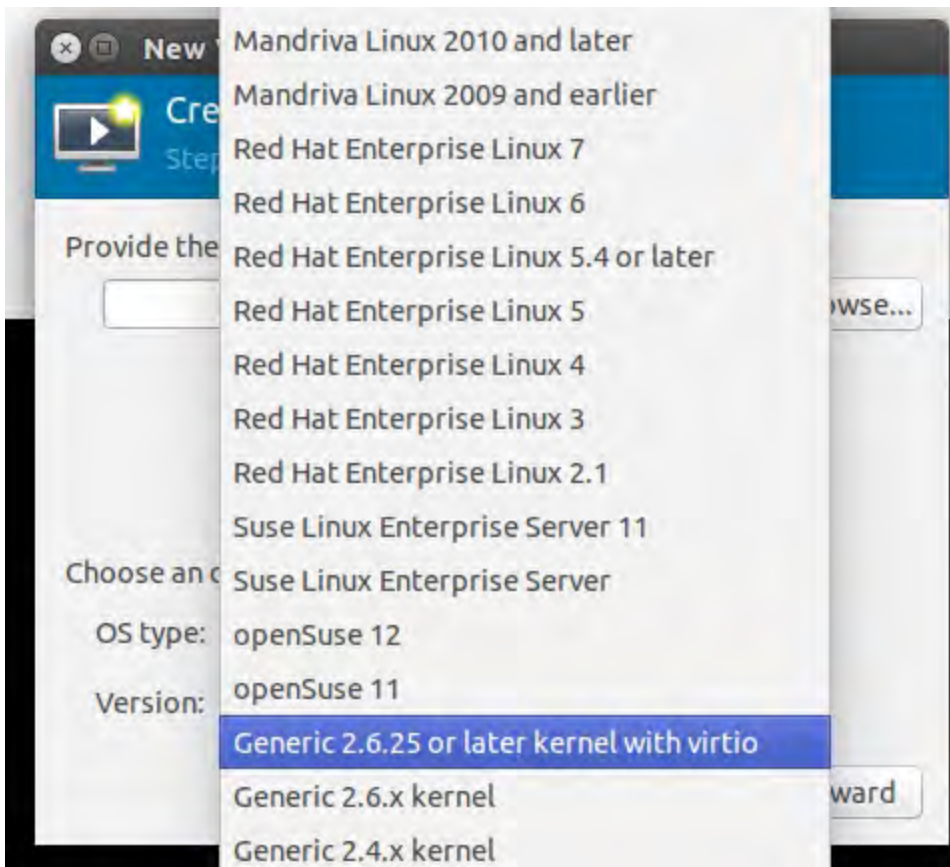 New
Cre
Step
Provide the
owse...
Choose an o
OS type:
Version:
ward
Mandriva Linux 2010 and later
Mandriva Linux 2009 and earlier
Red Hat Enterprise Linux 7
Red Hat Enterprise Linux 6
Red Hat Enterprise Linux 5.4 or later
Red Hat Enterprise Linux 5
Red Hat Enterprise Linux 4
Red Hat Enterprise Linux 3
Red Hat Enterprise Linux 2.1
Suse Linux Enterprise Server 11
Suse Linux Enterprise Server
openSuse 12
openSuse 11
Generic 2.6.25 or later kernel with virtio
Generic 2.6.x kernel
Generic 2.4.x kernel